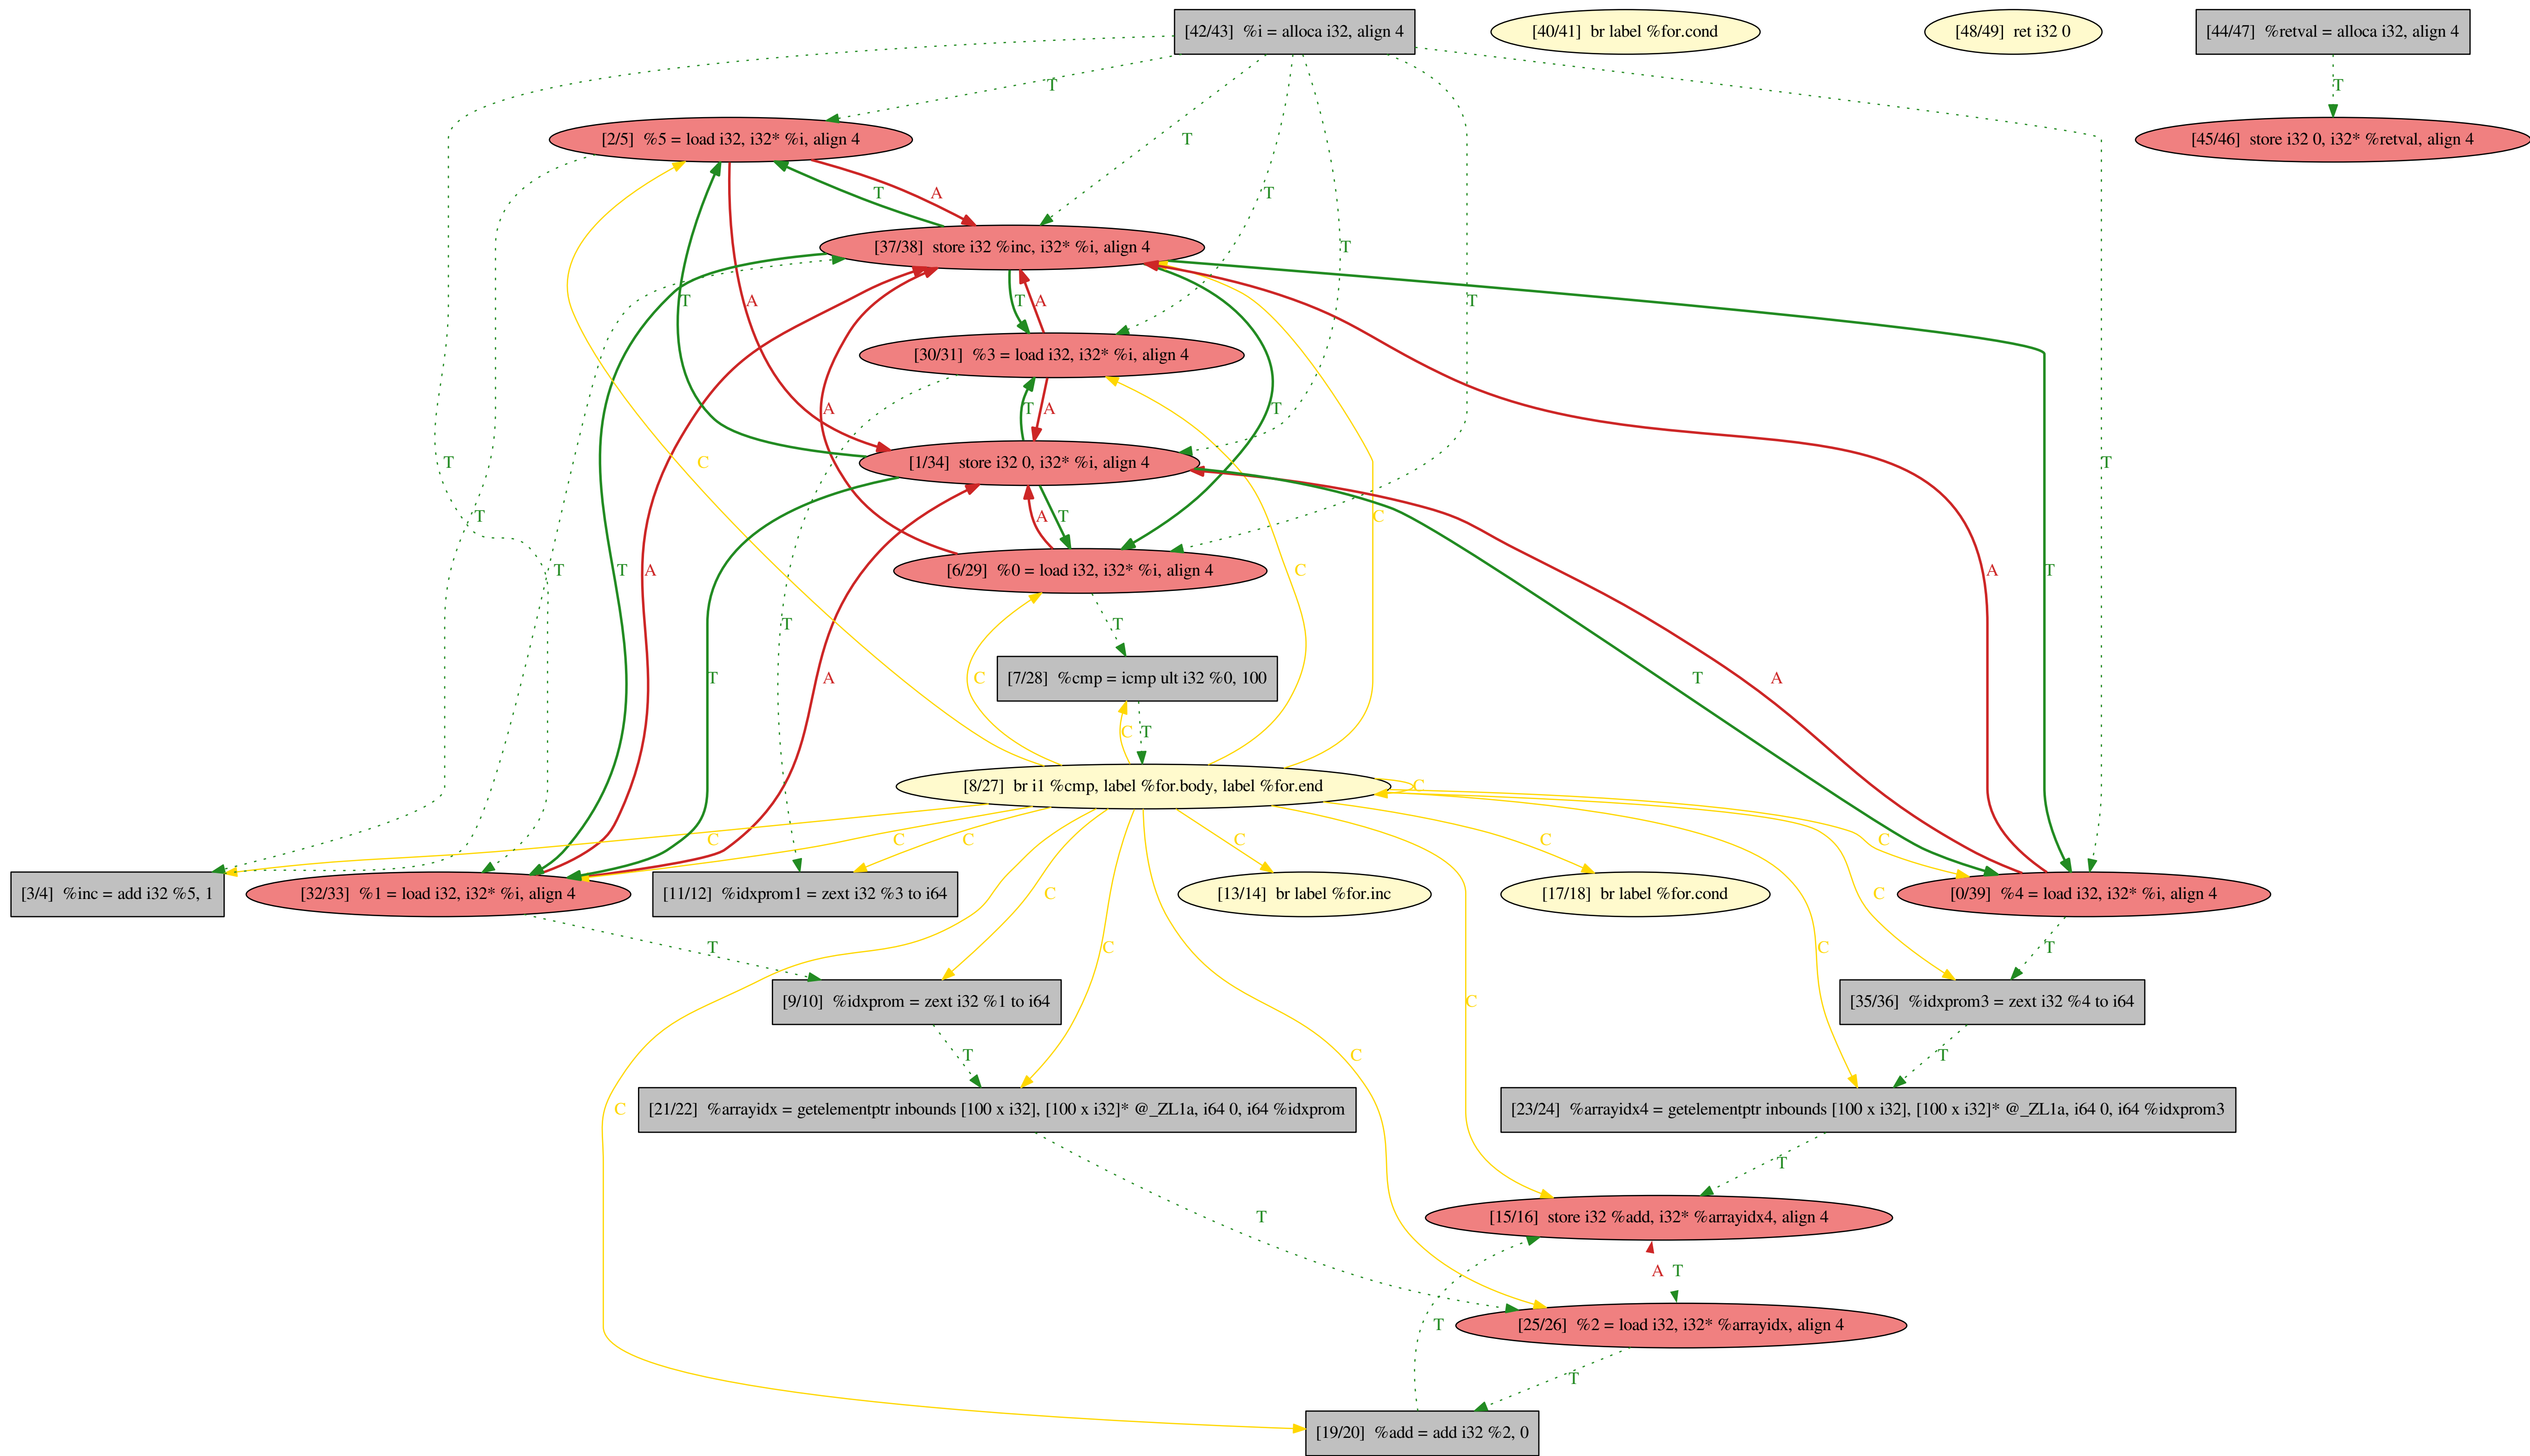 [42/43]  %i = alloca i32, align 4
[40/41]  br label %for.cond
[48/49]  ret i32 0
[44/47]  %retval = alloca i32, align 4
T
T
[2/5]  %5 = load i32, i32* %i, align 4
[45/46]  store i32 0, i32* %retval, align 4
T
T
A
T
[37/38]  store i32 %inc, i32* %i, align 4
T
T
A
T
A
T
[30/31]  %3 = load i32, i32* %i, align 4
A
T
A
T
C
T
[1/34]  store i32 0, i32* %i, align 4
T
T
A
T
C
T
T
A
C
A
T
[6/29]  %0 = load i32, i32* %i, align 4
T
T
T
A
C
[7/28]  %cmp = icmp ult i32 %0, 100
T
A
C
T
[8/27]  br i1 %cmp, label %for.body, label %for.end
C
C
C
C
C
C
C
[3/4]  %inc = add i32 %5, 1
[32/33]  %1 = load i32, i32* %i, align 4
[11/12]  %idxprom1 = zext i32 %3 to i64
[13/14]  br label %for.inc
[17/18]  br label %for.cond
[0/39]  %4 = load i32, i32* %i, align 4
C
C
T
C
C
T
[9/10]  %idxprom = zext i32 %1 to i64
C
[35/36]  %idxprom3 = zext i32 %4 to i64
C
T
C
T
[21/22]  %arrayidx = getelementptr inbounds [100 x i32], [100 x i32]* @_ZL1a, i64 0, i64 %idxprom
[23/24]  %arrayidx4 = getelementptr inbounds [100 x i32], [100 x i32]* @_ZL1a, i64 0, i64 %idxprom3
T
T
[15/16]  store i32 %add, i32* %arrayidx4, align 4
A
T
T
[25/26]  %2 = load i32, i32* %arrayidx, align 4
T
[19/20]  %add = add i32 %2, 0